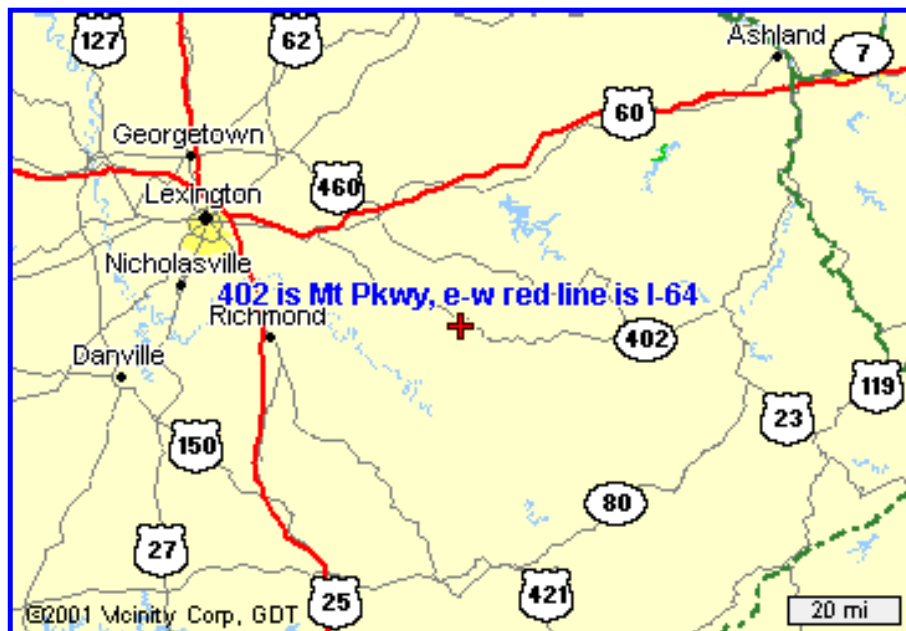 127
62
Ashland
7
60
Georgetown
460
Lexington
Nicholasville
402 is Mt Pkwy, e-w red line is I-64
Richmond
402
Danville
119
23
150
80
27
25
421
©2001 Vicinity Corp, GDT
20 mi